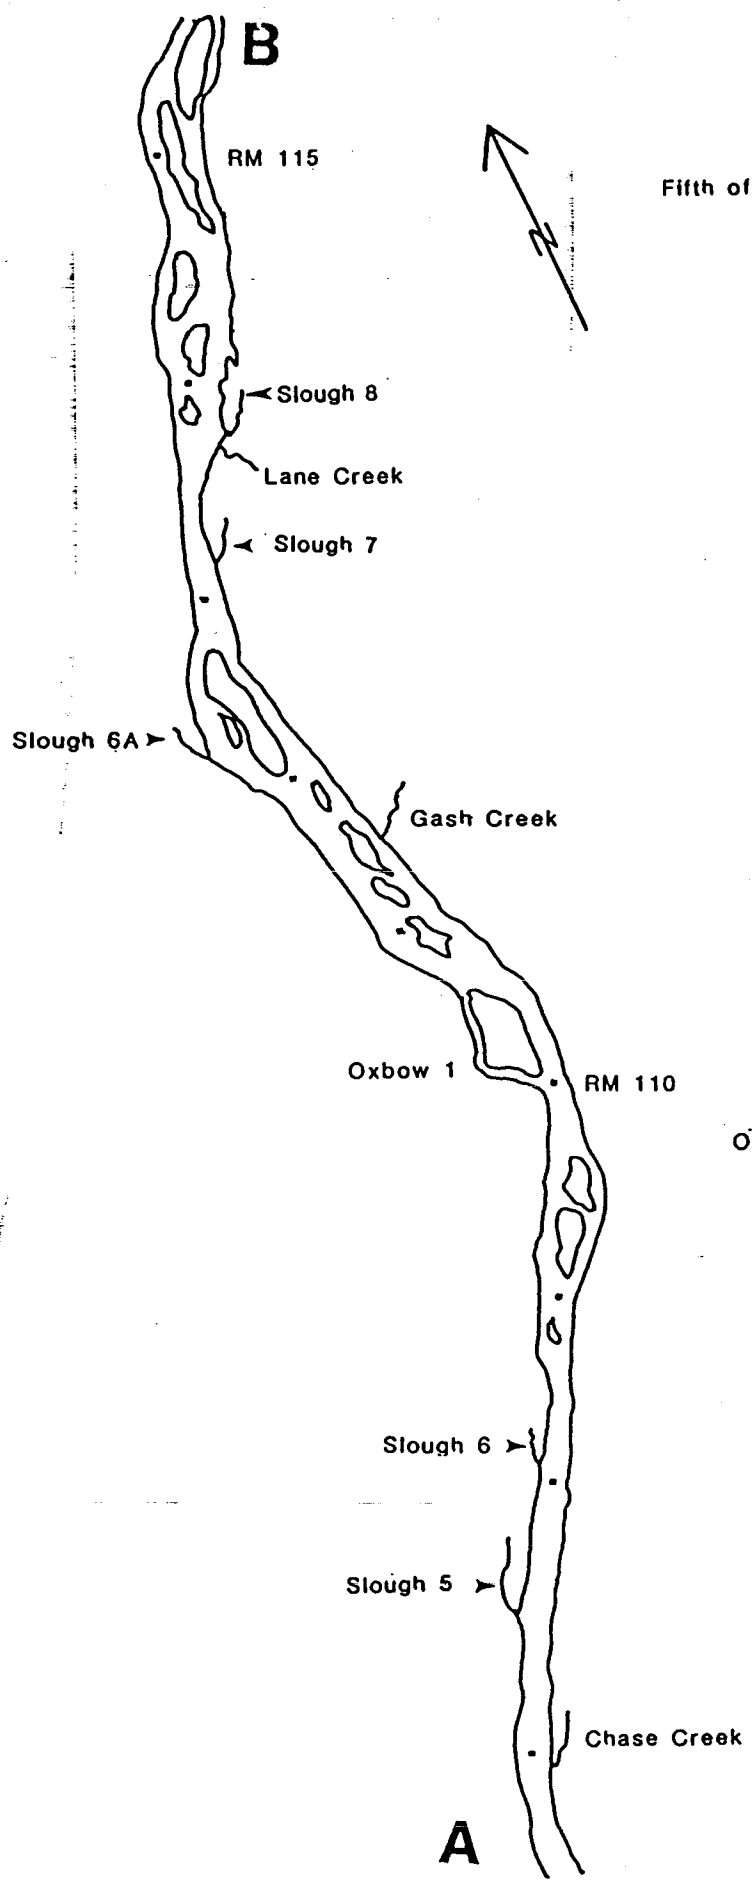 B
RM 115
Fifth of
Slough 8
Lane Creek
Slough 7
Slough 6A
Gash Creek
Oxbow 1
RM 110
O
Slough 6
Slough 5
Chase Creek
A